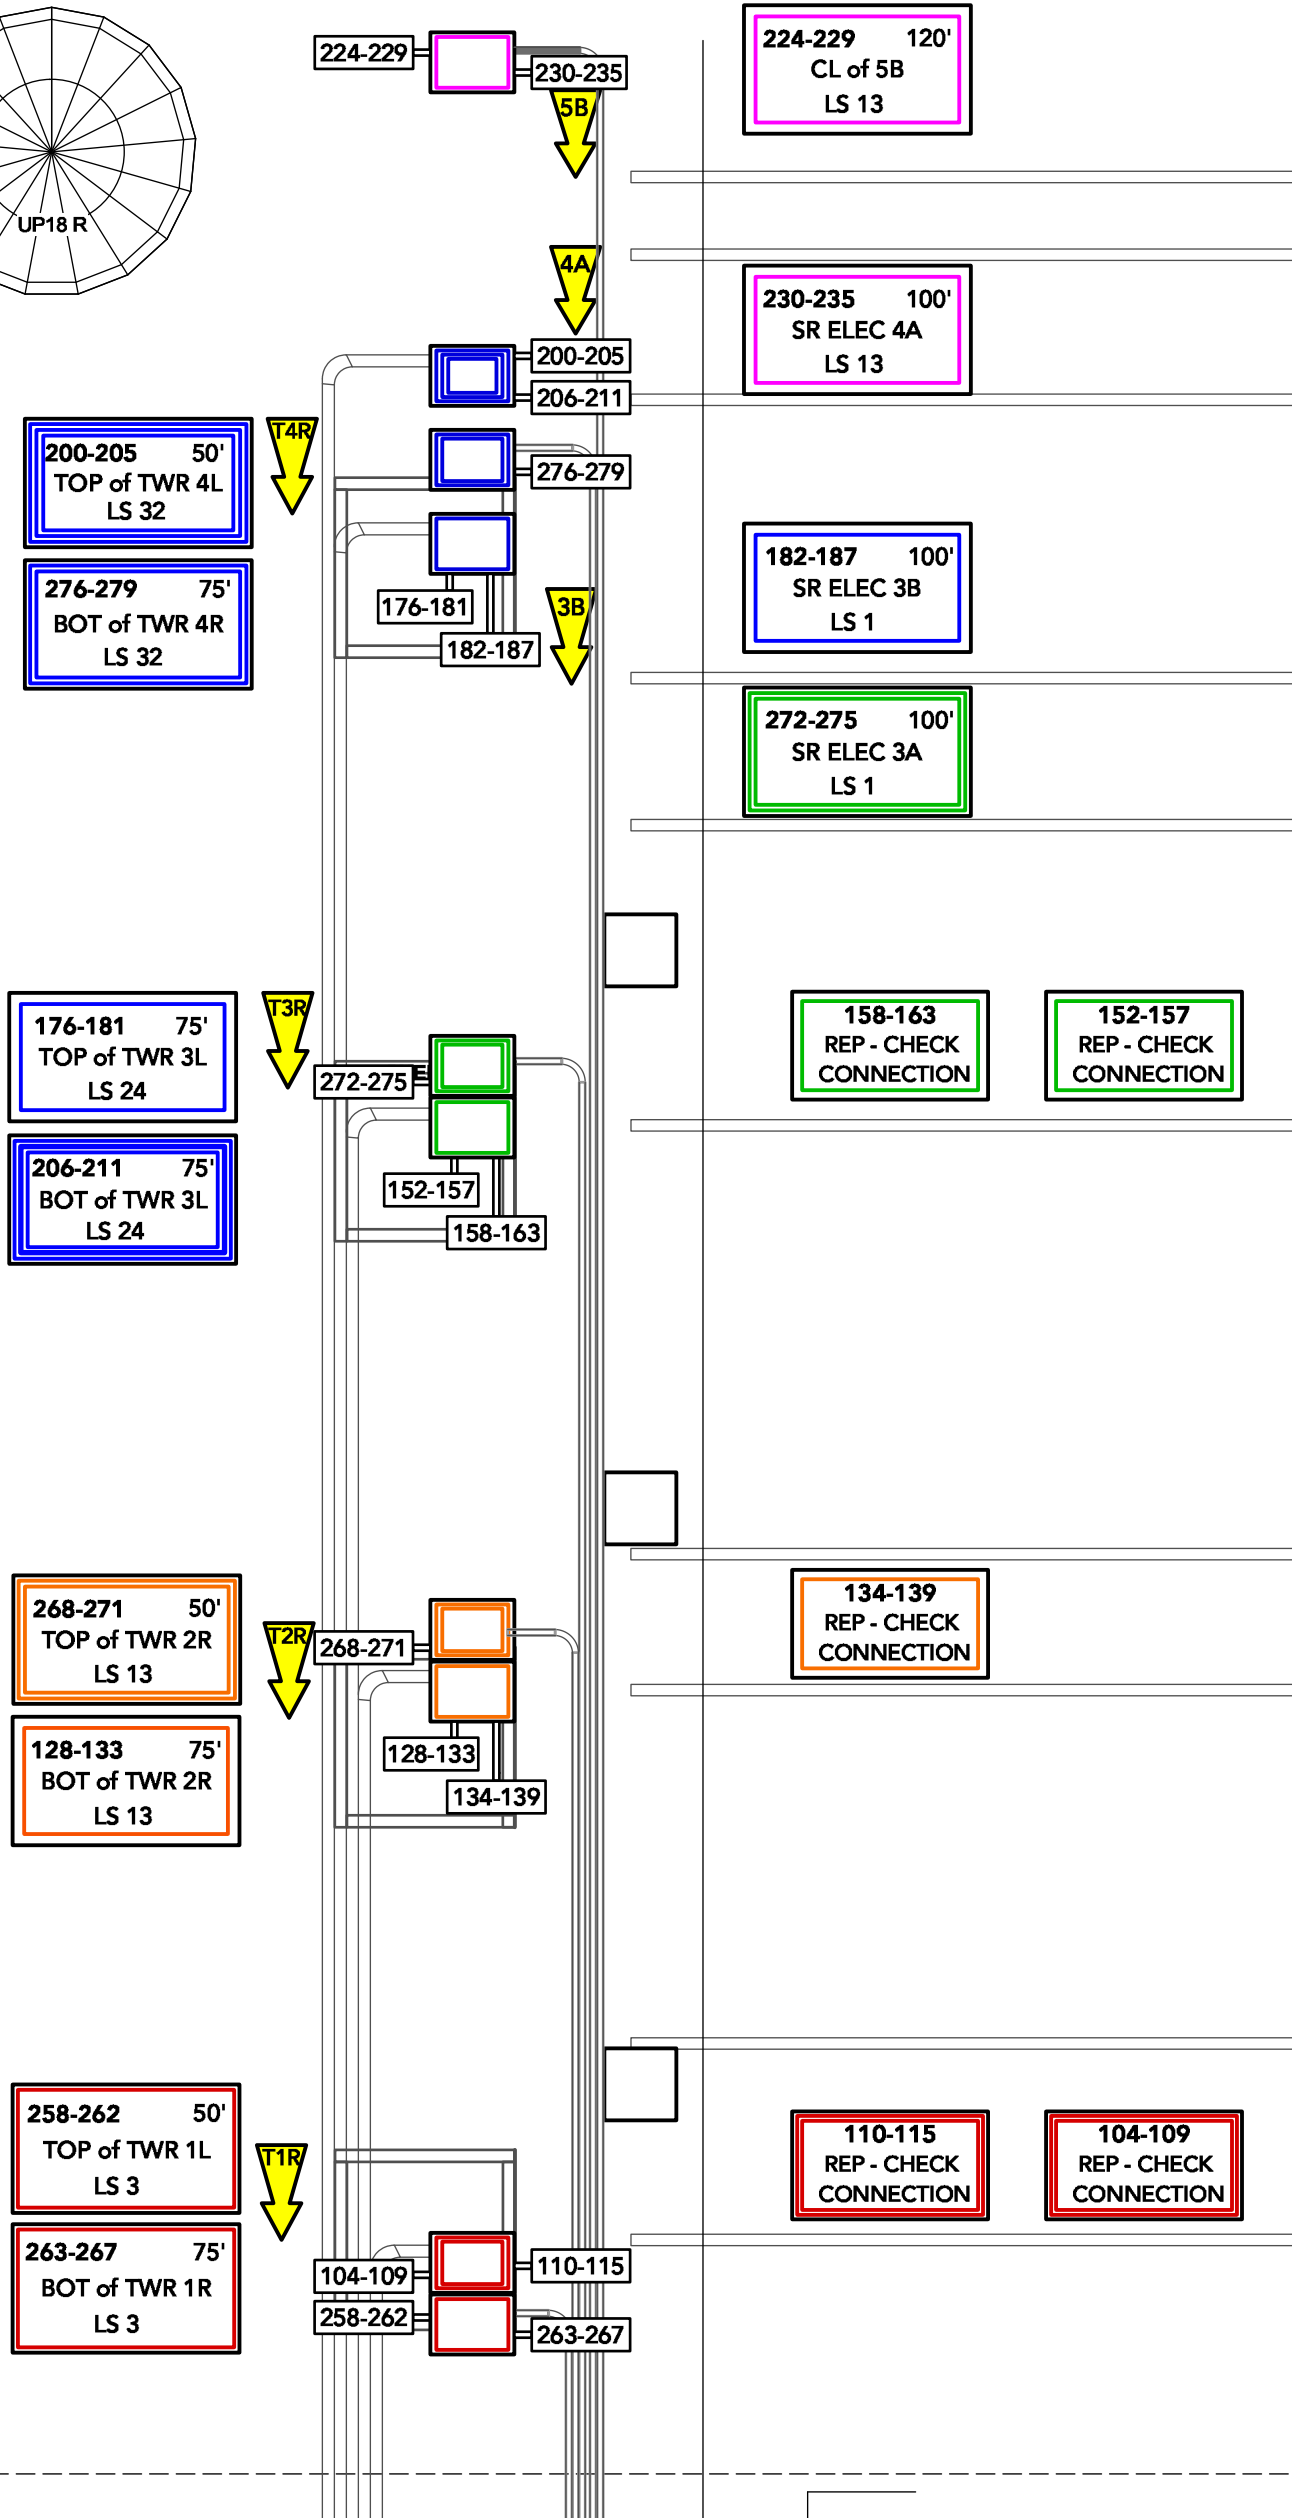 224-229
230-235
5B
224-229 120'
CL of 5B
LS 13
UP18 R
4A
230-235 100'
SR ELEC 4A
LS 13
200-205
206-211
T4R
200-205 50'
TOP of TWR 4L
LS 32
276-279
276-279 75'
BOT of TWR 4R
LS 32
176-181
182-187
3B
182-187 100'
SR ELEC 3B
LS 1
272-275 100'
SR ELEC 3A
LS 1
176-181 75'
TOP of TWR 3L
LS 24
T3R
272-275
158-163
REP - CHECK
CONNECTION
152-157
REP - CHECK
CONNECTION
206-211 75'
BOT of TWR 3L
LS 24
152-157
158-163
268-271 50'
TOP of TWR 2R
LS 13
T2R
268-271
134-139
REP - CHECK
CONNECTION
128-133 75'
BOT of TWR 2R
LS 13
128-133
134-139
258-262 50'
TOP of TWR 1L
LS 3
T1R
110-115
REP - CHECK
CONNECTION
104-109
REP - CHECK
CONNECTION
263-267 75'
BOT of TWR 1R
LS 3
104-109
110-115
258-262
263-267